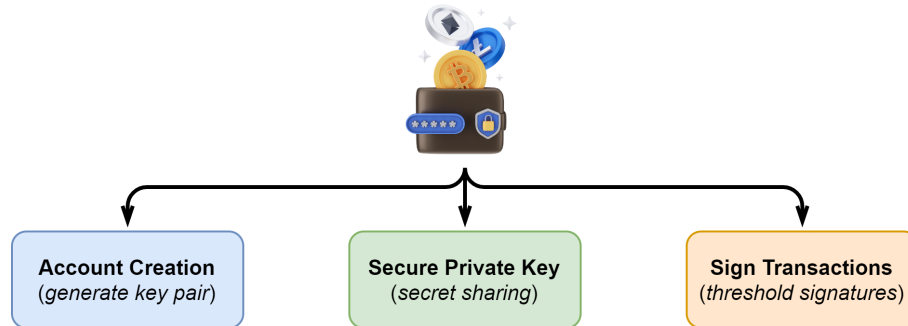 *****
Account Creation
(generate key pair)
Secure Private Key
(secret sharing)
Sign Transactions
(threshold signatures)